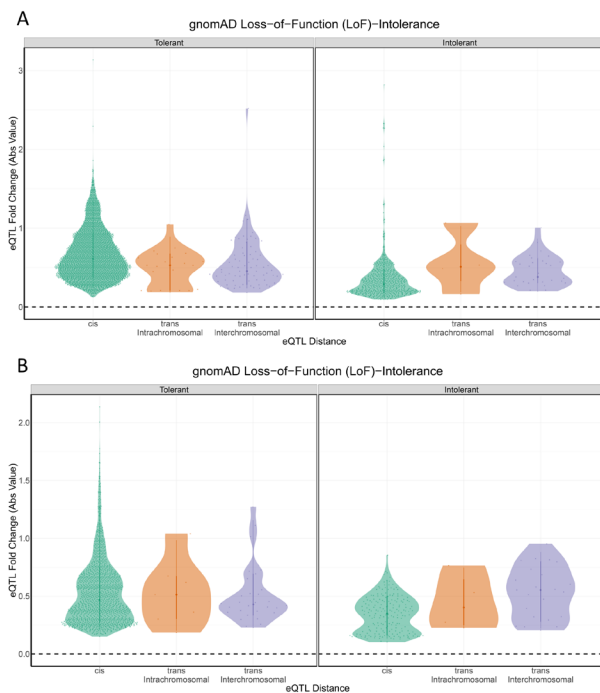 A
gnomAD Loss−of−Function (LoF)−Intolerance
Tolerant
Intolerant
eQTL Fold Change (Abs Value)
3
2
1
0
cis
trans
Intrachromosomal
trans
Interchromosomal
cis
trans
Intrachromosomal
trans
Interchromosomal
eQTL Distance
B
gnomAD Loss−of−Function (LoF)−Intolerance
Tolerant
Intolerant
eQTL Fold Change (Abs Value)
2.0
1.5
1.0
0.5
0.0
cis
trans
Intrachromosomal
trans
Interchromosomal
cis
trans
Intrachromosomal
trans
Interchromosomal
eQTL Distance